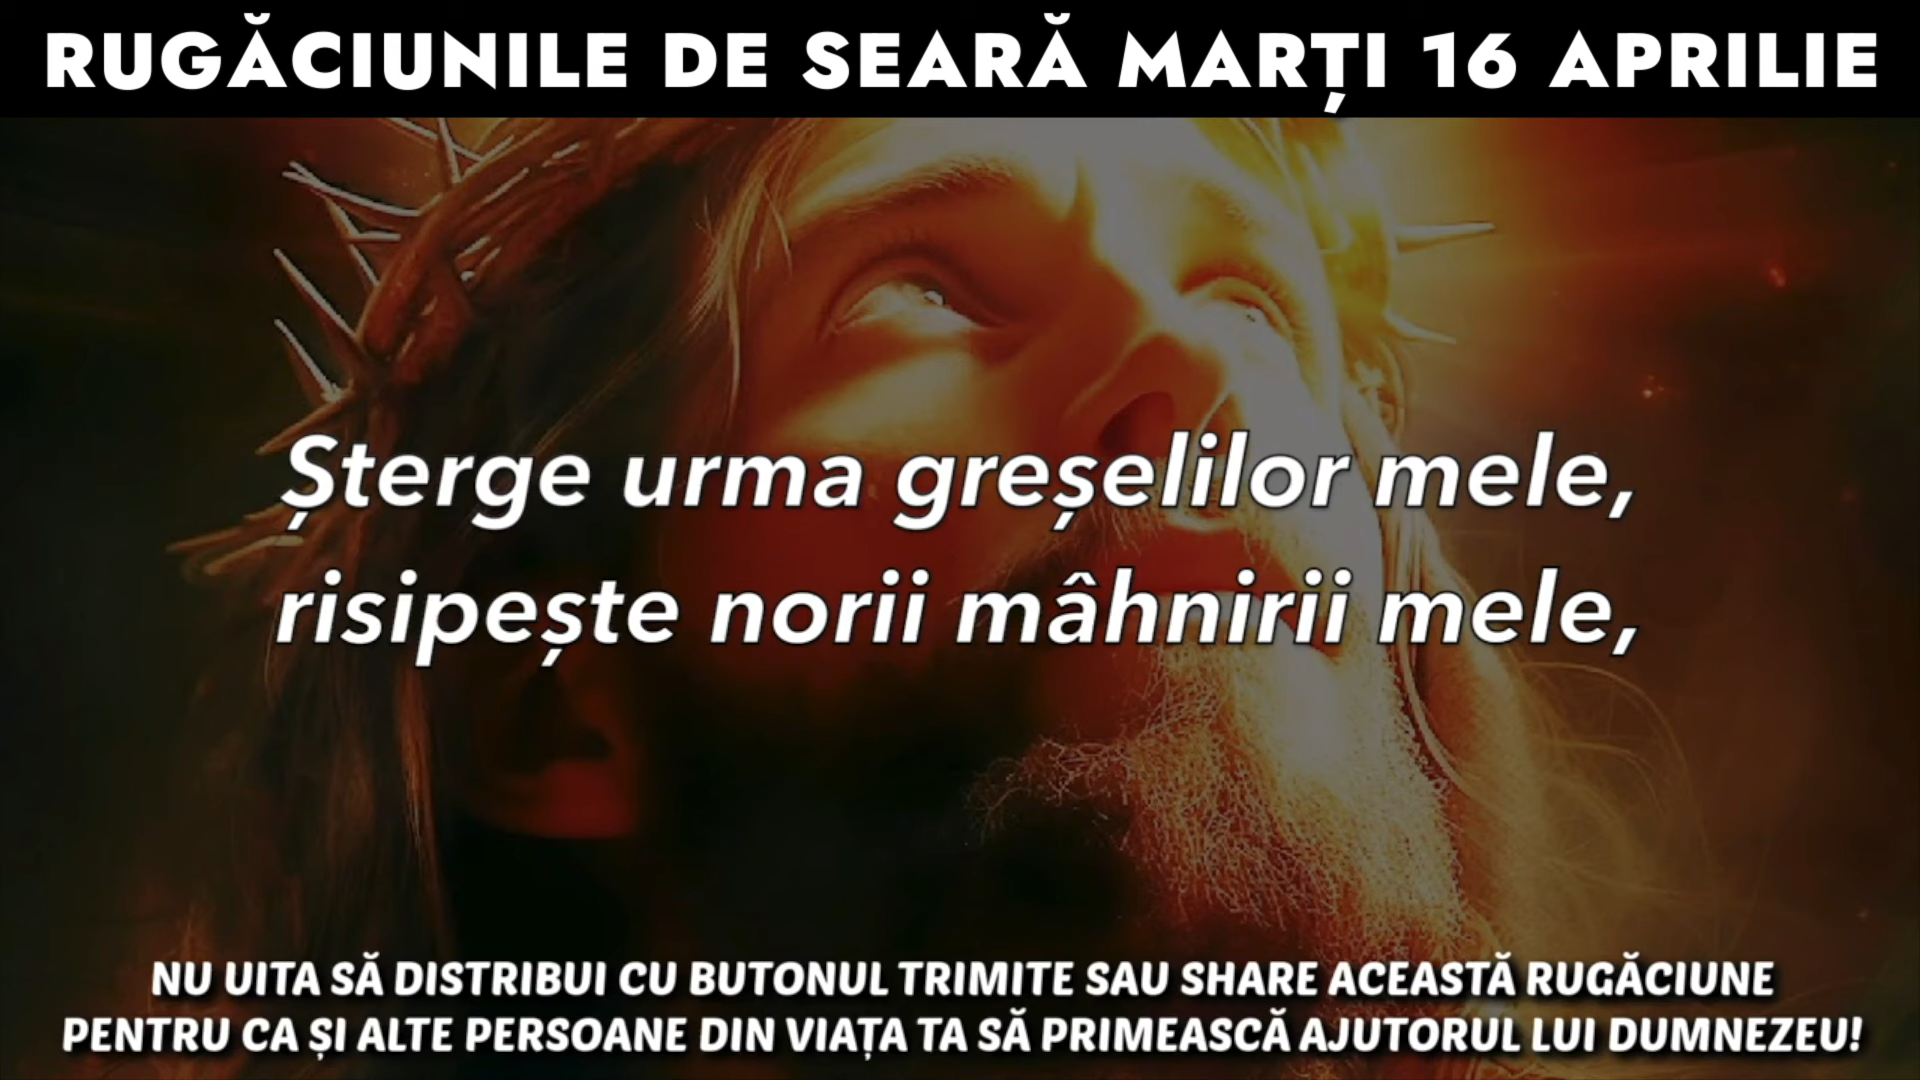 RUGĂCIUNILE DE SEARĂ MARȚI 16 APRILIE
Șterge urma greșelilor mele,
risipește norii mâhnirii mele,
NU UITA SĂ DISTRIBUI CU BUTONUL TRIMITE SAU SHARE ACEASTĂ RUGĂCIUNE
PENTRU CA ȘI ALTE PERSOANE DIN VIAȚA TA SĂ PRIMEASCĂ AJUTORUL LUI DUMNEZEU!